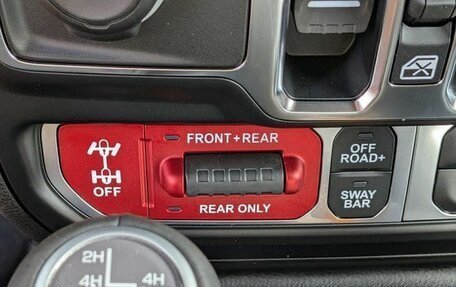 FRONT+REAR
OFF
REAR ONLY
OFF
ROAD+
SWAY
BAR
2H
4H 4H